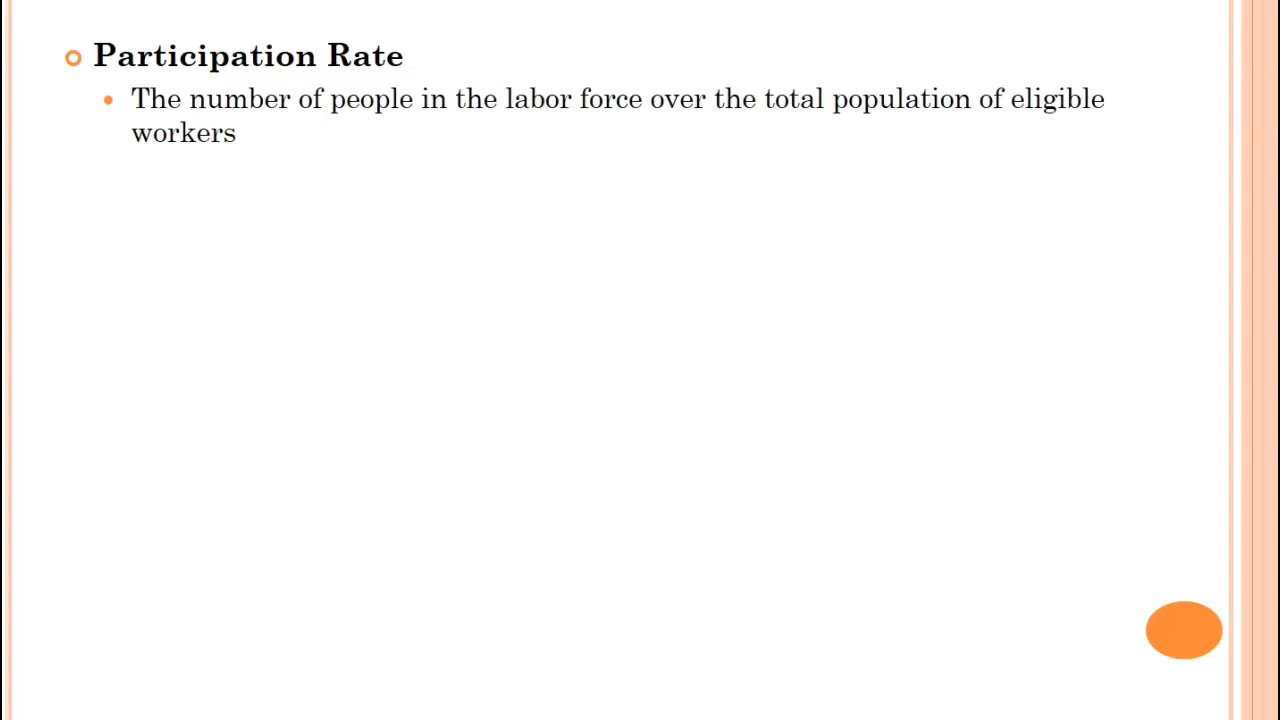 Participation Rate
The number of people in the labor force over the total population of eligible
workers